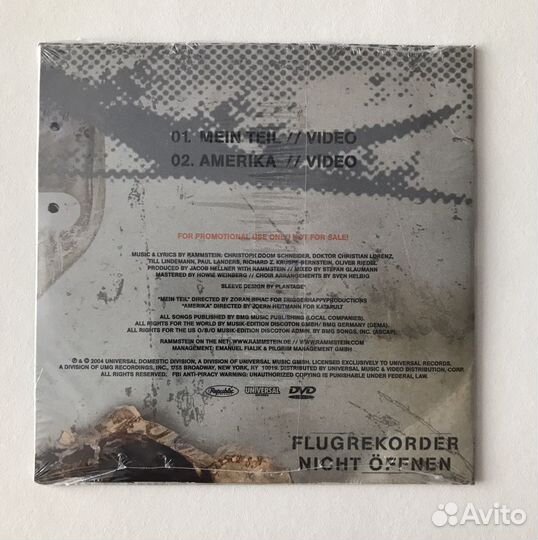 01. MEIN TEIL // VIDEO
02. AMERIKA // VIDEO
FOR PROMOTIONAL USE ONLY! NOT FOR SALE!
MUSIC & LYRICS BY RAMMSTEIN: CHRISTOPH DOOM SCHNEIDER, DOKTOR CHRISTIAN LORENZ,
TILL LINDEMANN, PAUL LANDERS, RICHARD Z. KRUSPE-BERNSTEIN, OLIVER RIEDEL
PRODUCED BY JACOB HELLNER WITH RAMMSTEIN // MIXED BY STEFAN GLAUMANN
MASTERED BY HOWIE WEINBERG // CHOIR ARRANGEMENTS BY SVEN HELBIG
SLEEVE DESIGN BY PLANTAGE*
"MEIN TEIL" DIRECTED BY ZORAN BIHAC FOR TRIGGERHAPPYPRODUCTIONS
"AMERIKA" DIRECTED BY JOERN HEITMANN FOR KATAPULT
ALL SONGS PUBLISHED BY BMG MUSIC PUBLISHING (LOCAL COMPANIES).
ALL RIGHTS FOR THE WORLD BY MUSIK-EDITION DISCOTON GMBH/ BMG GERMANY (GEMA).
ALL RIGHTS FOR THE US O/B/O MUSIK-EDITION DISCOTON ADMIN. BY BMG SONGS, INC. (ASCAP).
RAMMSTEIN ON THE NET: WWW.RAMMSTEIN.DE // WWW.RAMMSTEIN.COM
MANAGEMENT: EMANUEL FIALIK & PILGRIM MANAGEMENT GMBH.
℗ & © 2004 UNIVERSAL DOMESTIC DIVISION, A DIVISION OF UNIVERSAL MUSIC GMBH. LICENSED EXCLUSIVELY TO UNIVERSAL RECORDS,
A DIVISION OF UMG RECORDINGS, INC., 1755 BROADWAY, NEW YORK, NY 10019. DISTRIBUTED BY UNIVERSAL MUSIC & VIDEO DISTRIBUTION, CORP.
ALL RIGHTS RESERVED. FBI ANTI-PIRACY WARNING: UNAUTHORIZED COPYING IS PUNISHABLE UNDER FEDERAL LAW.
Republic UNIVERSAL DVD
FLUGREKORDER
NICHT ÖFFNEN
Avito